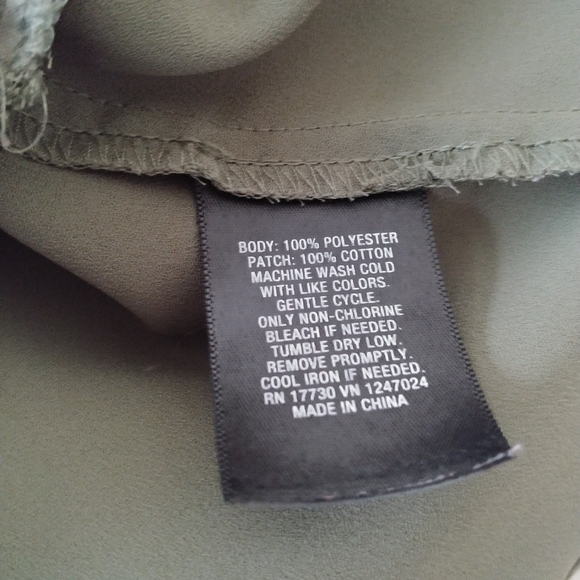 BODY: 100% POLYESTER
PATCH: 100% COTTON
MACHINE WASH COLD
WITH LIKE COLORS.
GENTLE CYCLE.
ONLY NON-CHLORINE
BLEACH IF NEEDED.
TUMBLE DRY LOW.
REMOVE PROMPTLY.
COOL IRON IF NEEDED.
RN 17730 VN 1247024
MADE IN CHINA